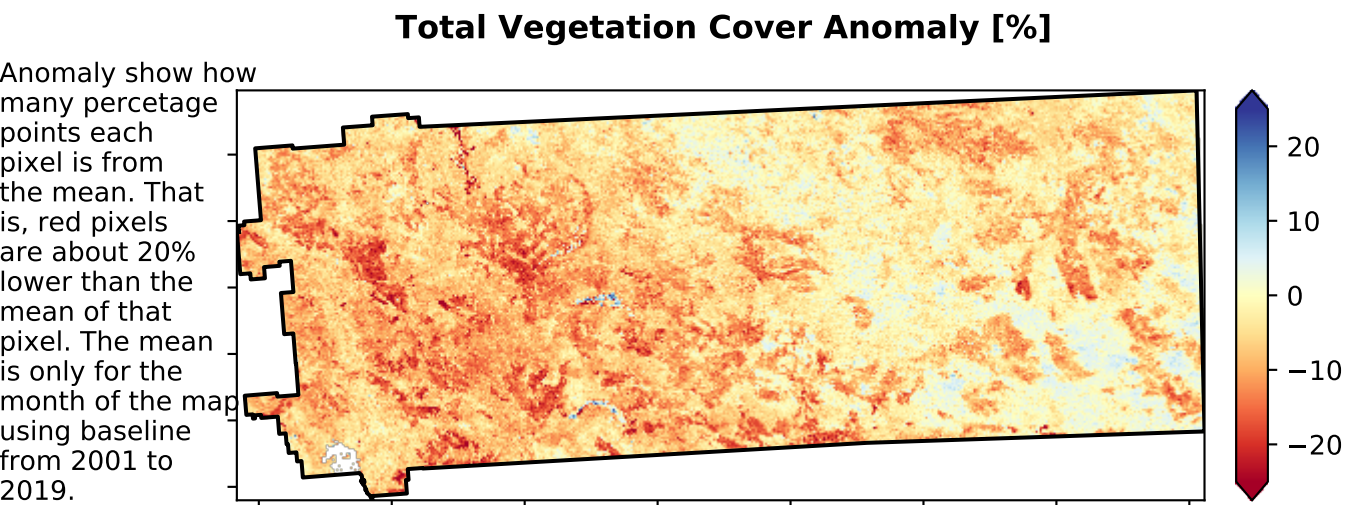 Total Vegetation Cover Anomaly [%]
Anomaly show how
many percetage
points each
pixel is from
the mean. That
is, red pixels
are about 20%
lower than the
mean of that
pixel. The mean
is only for the
month of the map
using baseline
from 2001 to
2019.
20
10
0
−10
−20